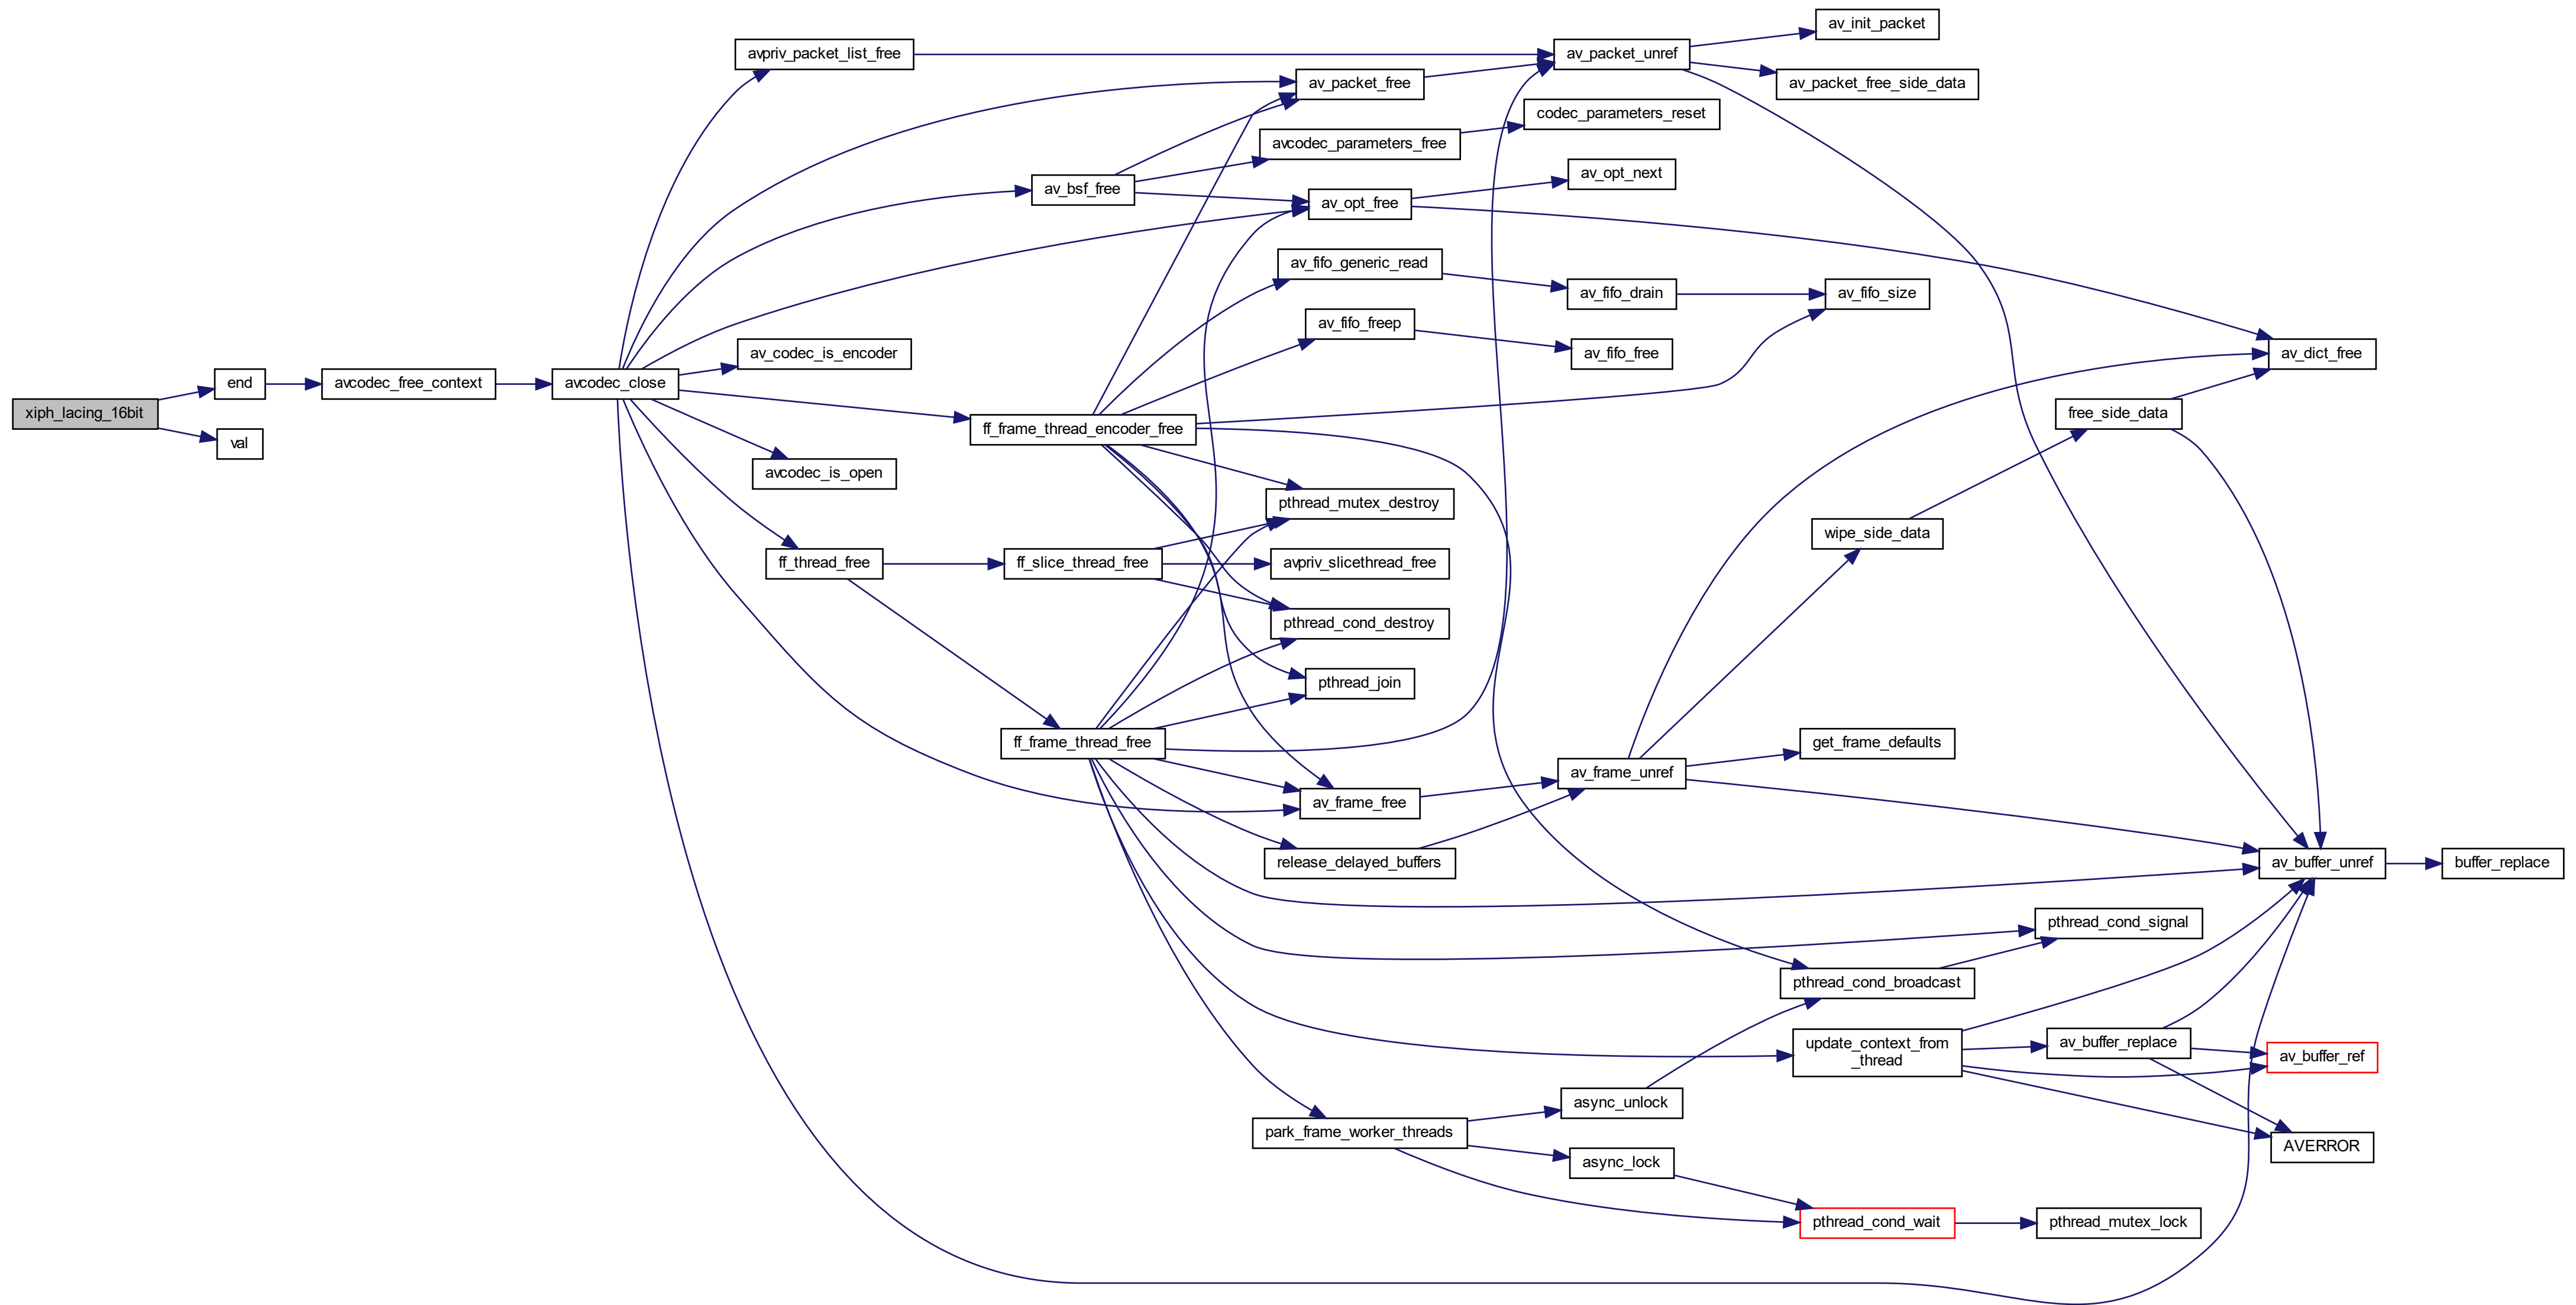 av_init_packet
avpriv_packet_list_free
av_packet_unref
av_packet_free
av_packet_free_side_data
codec_parameters_reset
avcodec_parameters_free
av_opt_next
av_bsf_free
av_opt_free
av_fifo_generic_read
av_fifo_drain
av_fifo_size
av_fifo_freep
av_codec_is_encoder
av_fifo_free
av_dict_free
end
avcodec_free_context
avcodec_close
xiph_lacing_16bit
free_side_data
ff_frame_thread_encoder_free
val
avcodec_is_open
pthread_mutex_destroy
wipe_side_data
ff_thread_free
ff_slice_thread_free
avpriv_slicethread_free
pthread_cond_destroy
pthread_join
ff_frame_thread_free
get_frame_defaults
av_frame_unref
av_frame_free
release_delayed_buffers
av_buffer_unref
buffer_replace
pthread_cond_signal
pthread_cond_broadcast
update_context_from
_thread
av_buffer_replace
av_buffer_ref
async_unlock
park_frame_worker_threads
AVERROR
async_lock
pthread_cond_wait
pthread_mutex_lock